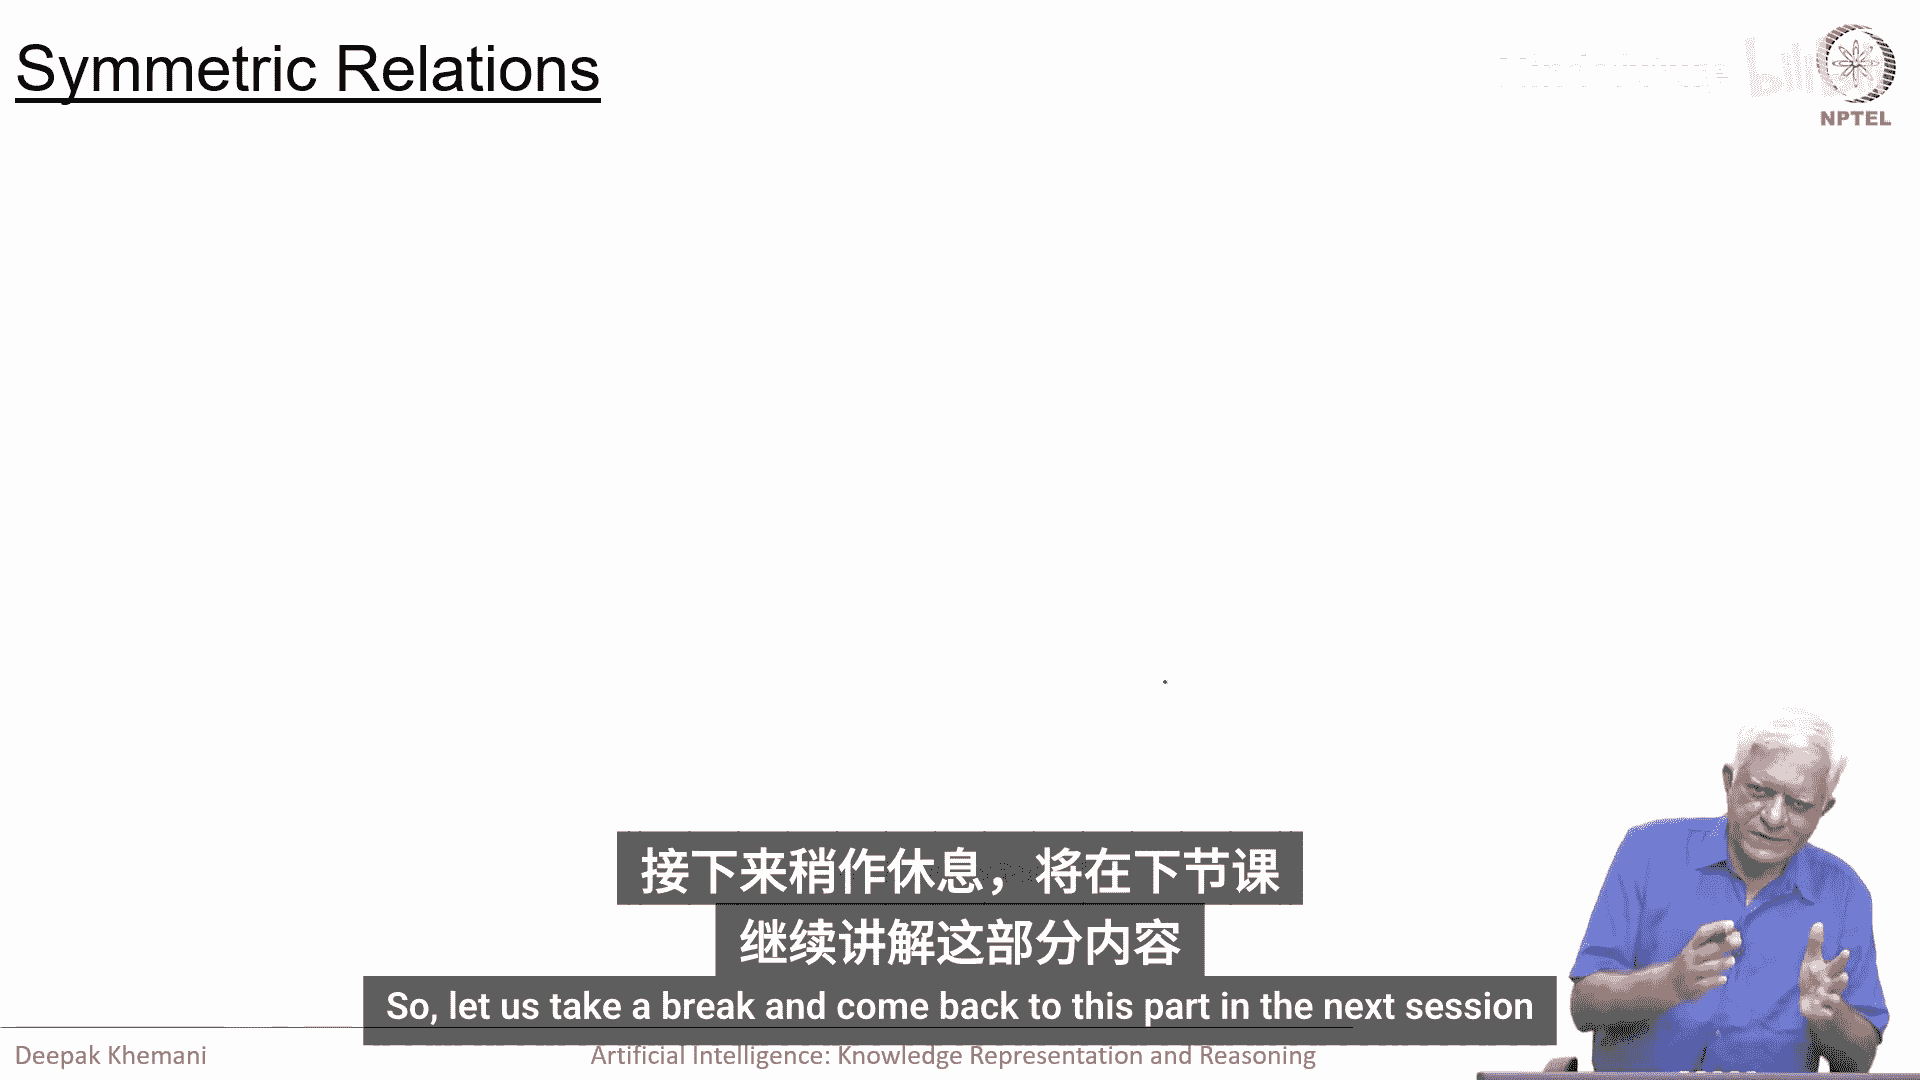 Symmetric Relations
NPTEL
接下来稍作休息，将在下节课
继续讲解这部分内容
So, let us take a break and come back to this part in the next session
Deepak Khemani
Artificial Intelligence: Knowledge Representation and Reasoning